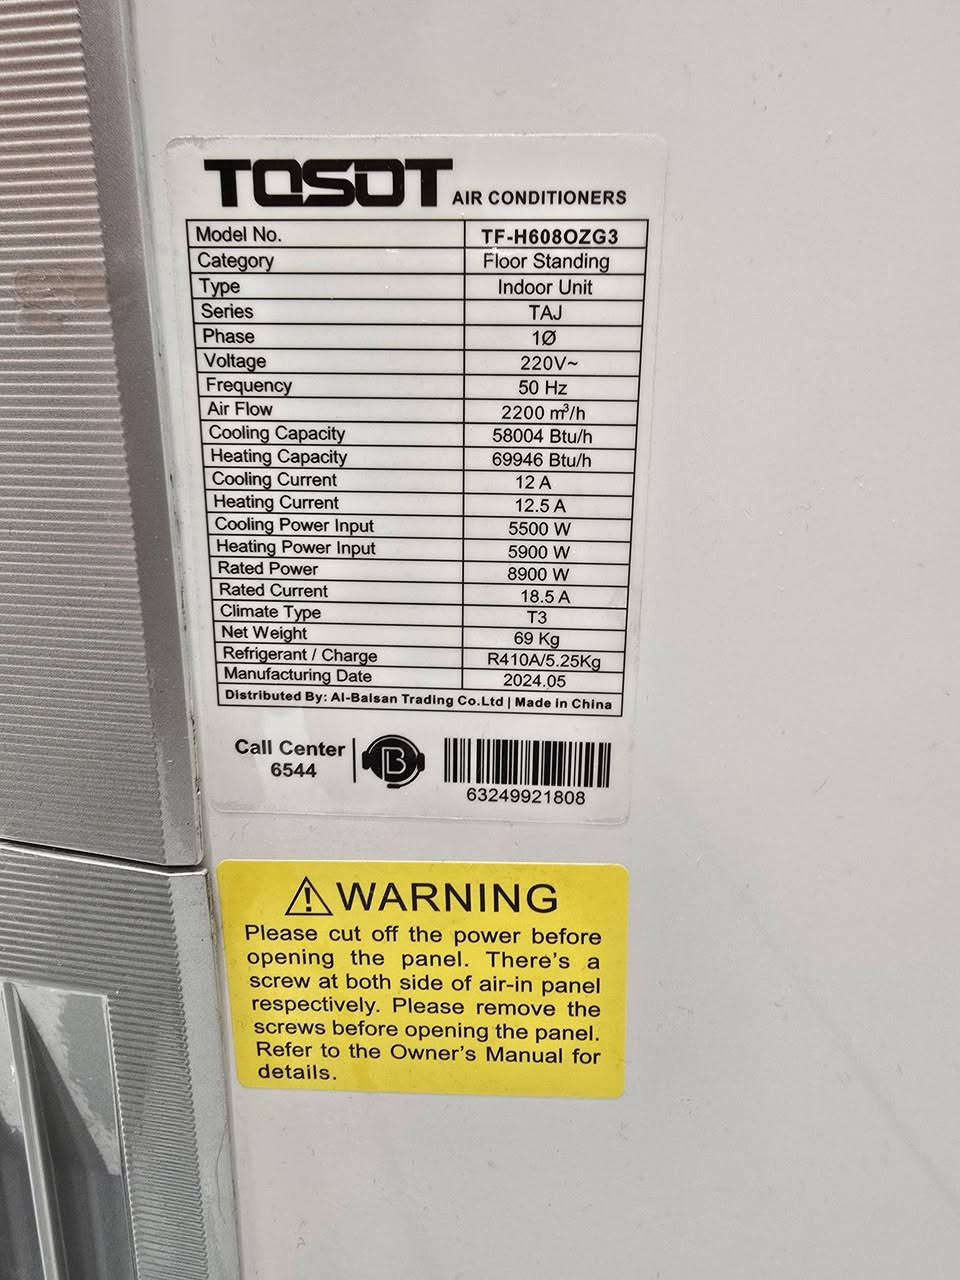 TOSOT AIR CONDITIONERS
Model No. TF-H608OZG3
Category Floor Standing
Type Indoor Unit
Series TAJ
Phase 1Ø
Voltage 220V~
Frequency 50 Hz
Air Flow 2200 m³/h
Cooling Capacity 58004 Btu/h
Heating Capacity 69946 Btu/h
Cooling Current 12 A
Heating Current 12.5 A
Cooling Power Input 5500 W
Heating Power Input 5900 W
Rated Power 8900 W
Rated Current 18.5 A
Climate Type T3
Net Weight 69 Kg
Refrigerant / Charge R410A/5.25Kg
Manufacturing Date 2024.05
Distributed By: Al-Balsan Trading Co.Ltd | Made in China
Call Center
6544
B
63249921808
WARNING
Please cut off the power before
opening the panel. There's a
screw at both side of air-in panel
respectively. Please remove the
screws before opening the panel.
Refer to the Owner's Manual for
details.